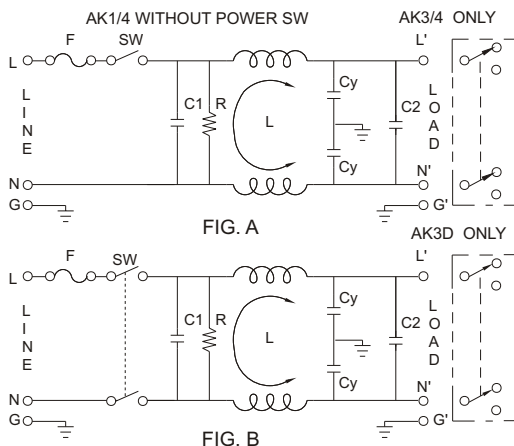 AK1/4 WITHOUT POWER SW
AK3/4 ONLY
F
SW
L
L'
L
I
N
E
C1
R
L
Cy
Cy
C2
L
O
A
D
N
N'
G
G'
FIG. A
AK3D ONLY
F
SW
L
L'
L
I
N
E
C1
R
L
Cy
Cy
C2
L
O
A
D
N
N'
G
G'
FIG. B